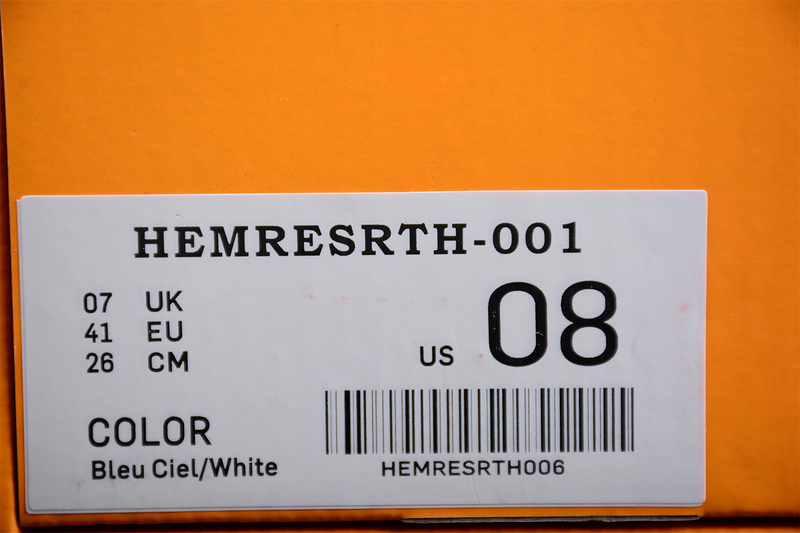 HEMRESRTH-001
07 UK
41 EU
26 CM
US 08
COLOR
Bleu Ciel/White
HEMRESRTH006